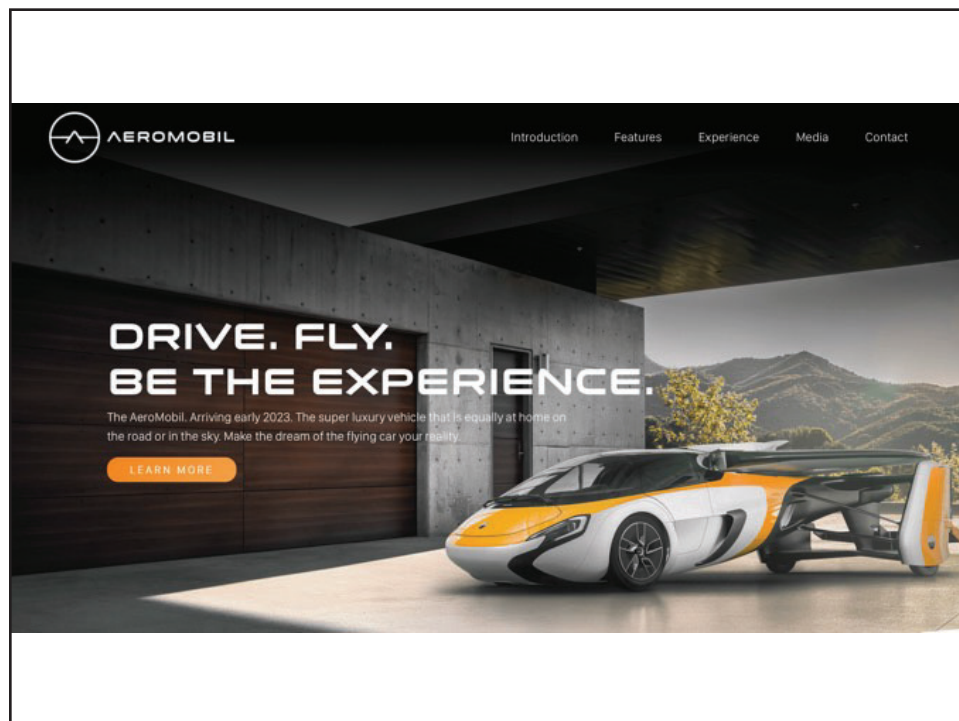 AEROMOBIL
Introduction Features Experience Media Contact
DRIVE. FLY.
BE THE EXPERIENCE.
The AeroMobil. Arriving early 2023. The super luxury vehicle that is equally at home on
the road or in the sky. Make the dream of the flying car your reality.
LEARN MORE